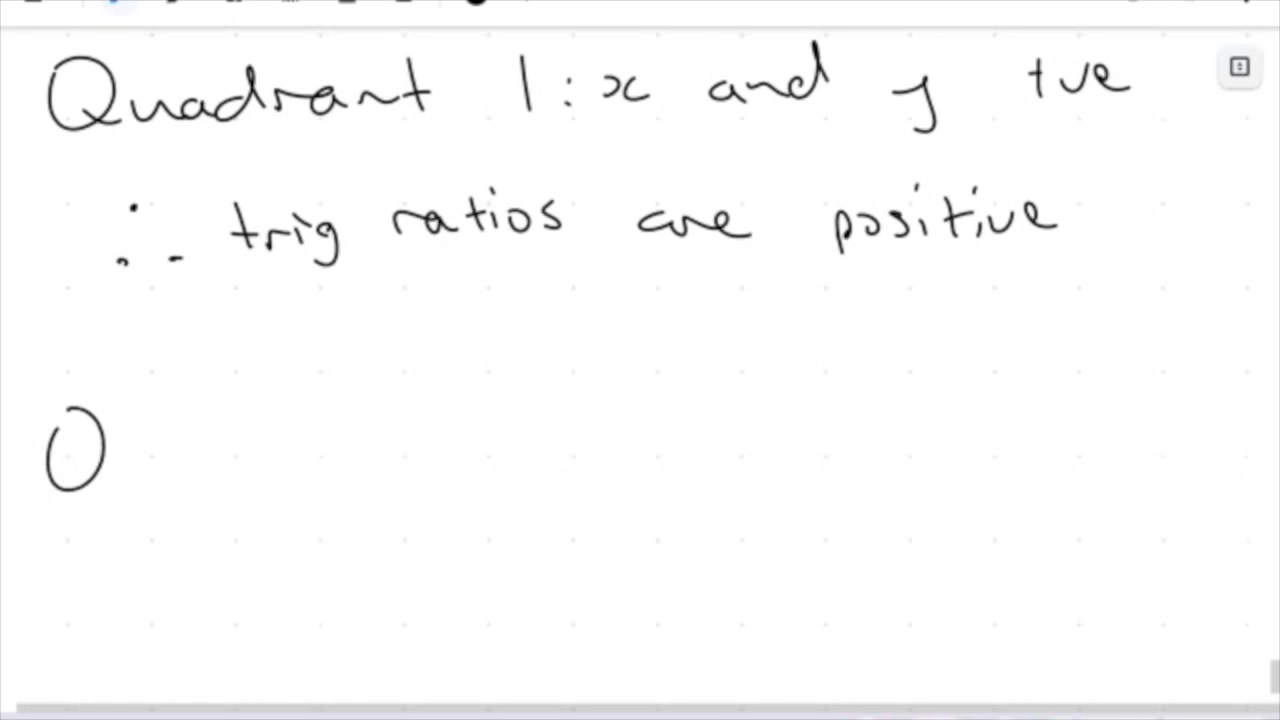 Quadrant 1: x and y +ve
∴ trig ratios are positive
O